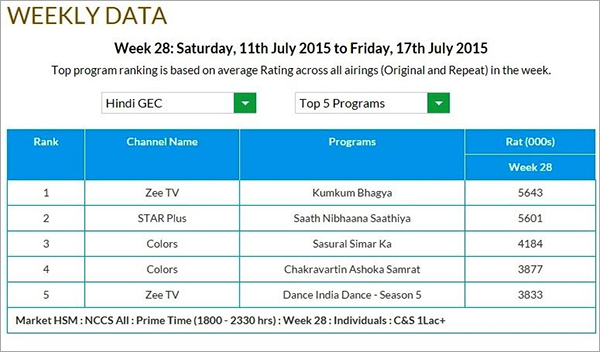 WEEKLY DATA
Week 28: Saturday, 11th July 2015 to Friday, 17th July 2015
Top program ranking is based on average Rating across all airings (Original and Repeat) in the week.
Hindi GEC Top 5 Programs
Rank Channel Name Programs Rat (000s)
Week 28
1 Zee TV Kumkum Bhagya 5643
2 STAR Plus Saath Nibhaana Saathiya 5601
3 Colors Sasural Simar Ka 4184
4 Colors Chakravartin Ashoka Samrat 3877
5 Zee TV Dance India Dance - Season 5 3833
Market HSM : NCCS All : Prime Time (1800 - 2330 hrs) : Week 28 : Individuals : C&S 1Lac+